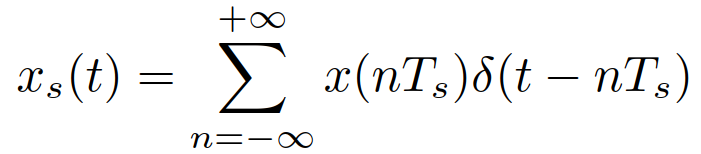 $$x_s(t) = \sum_{n=-\infty}^{+\infty} x(nT_s)\delta(t - nT_s)$$